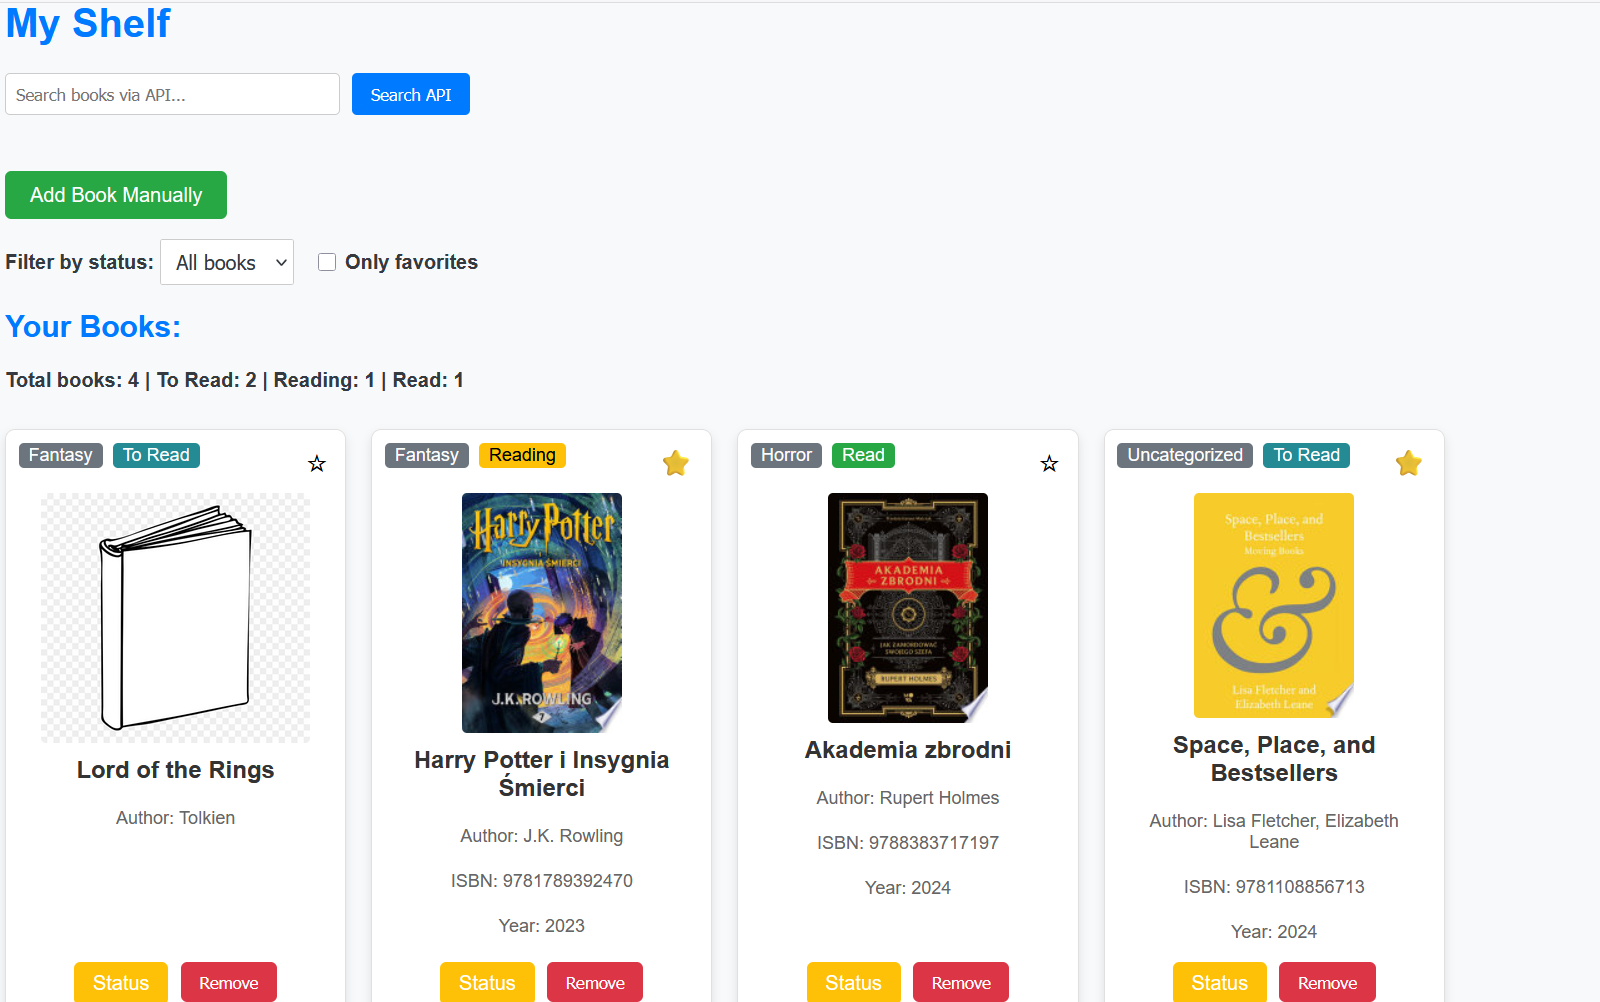 My Shelf
Search books via API...
Search API
Add Book Manually
Filter by status: All books Only favorites
Your Books:
Total books: 4 | To Read: 2 | Reading: 1 | Read: 1
Fantasy To Read
Lord of the Rings
Author: Tolkien
Status Remove
Fantasy Reading
Harry Potter
INSYGNIA ŚMIERCI
J.K. ROWLING
7
Harry Potter i Insygnia
Śmierci
Author: J.K. Rowling
ISBN: 9781789392470
Year: 2023
Status Remove
Horror Read
AKADEMIA
ZBRODNI
JAK ZAMORDOWAĆ
SWOJEGO SZEFA
RUPERT HOLMES
Akademia zbrodni
Author: Rupert Holmes
ISBN: 9788383717197
Year: 2024
Status Remove
Uncategorized To Read
Space, Place, and
Bestsellers
Moving Books
&
Lisa Fletcher and
Elizabeth Leane
Space, Place, and
Bestsellers
Author: Lisa Fletcher, Elizabeth
Leane
ISBN: 9781108856713
Year: 2024
Status Remove